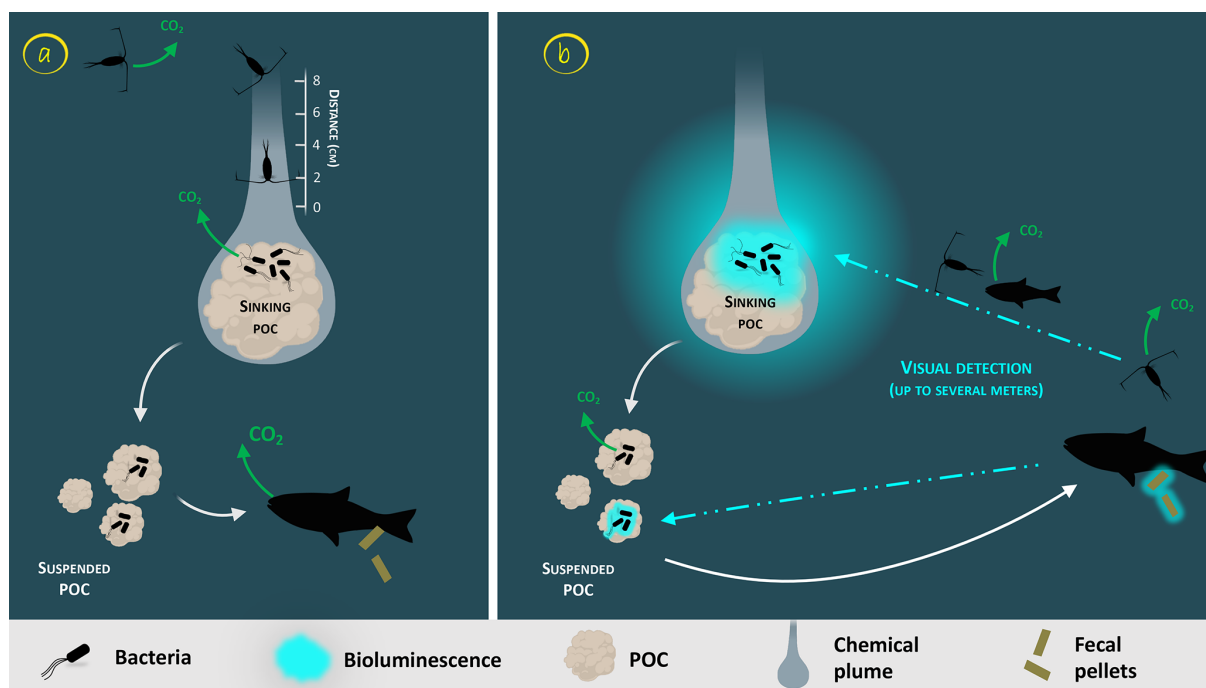 a
CO₂
8
6
4
2
0
DISTANCE (CM)
CO₂
SINKING
POC
CO₂
SUSPENDED
POC
b
CO₂
SINKING
POC
CO₂
VISUAL DETECTION
(UP TO SEVERAL METERS)
CO₂
SUSPENDED
POC
Bacteria
Bioluminescence
POC
Chemical
plume
Fecal
pellets